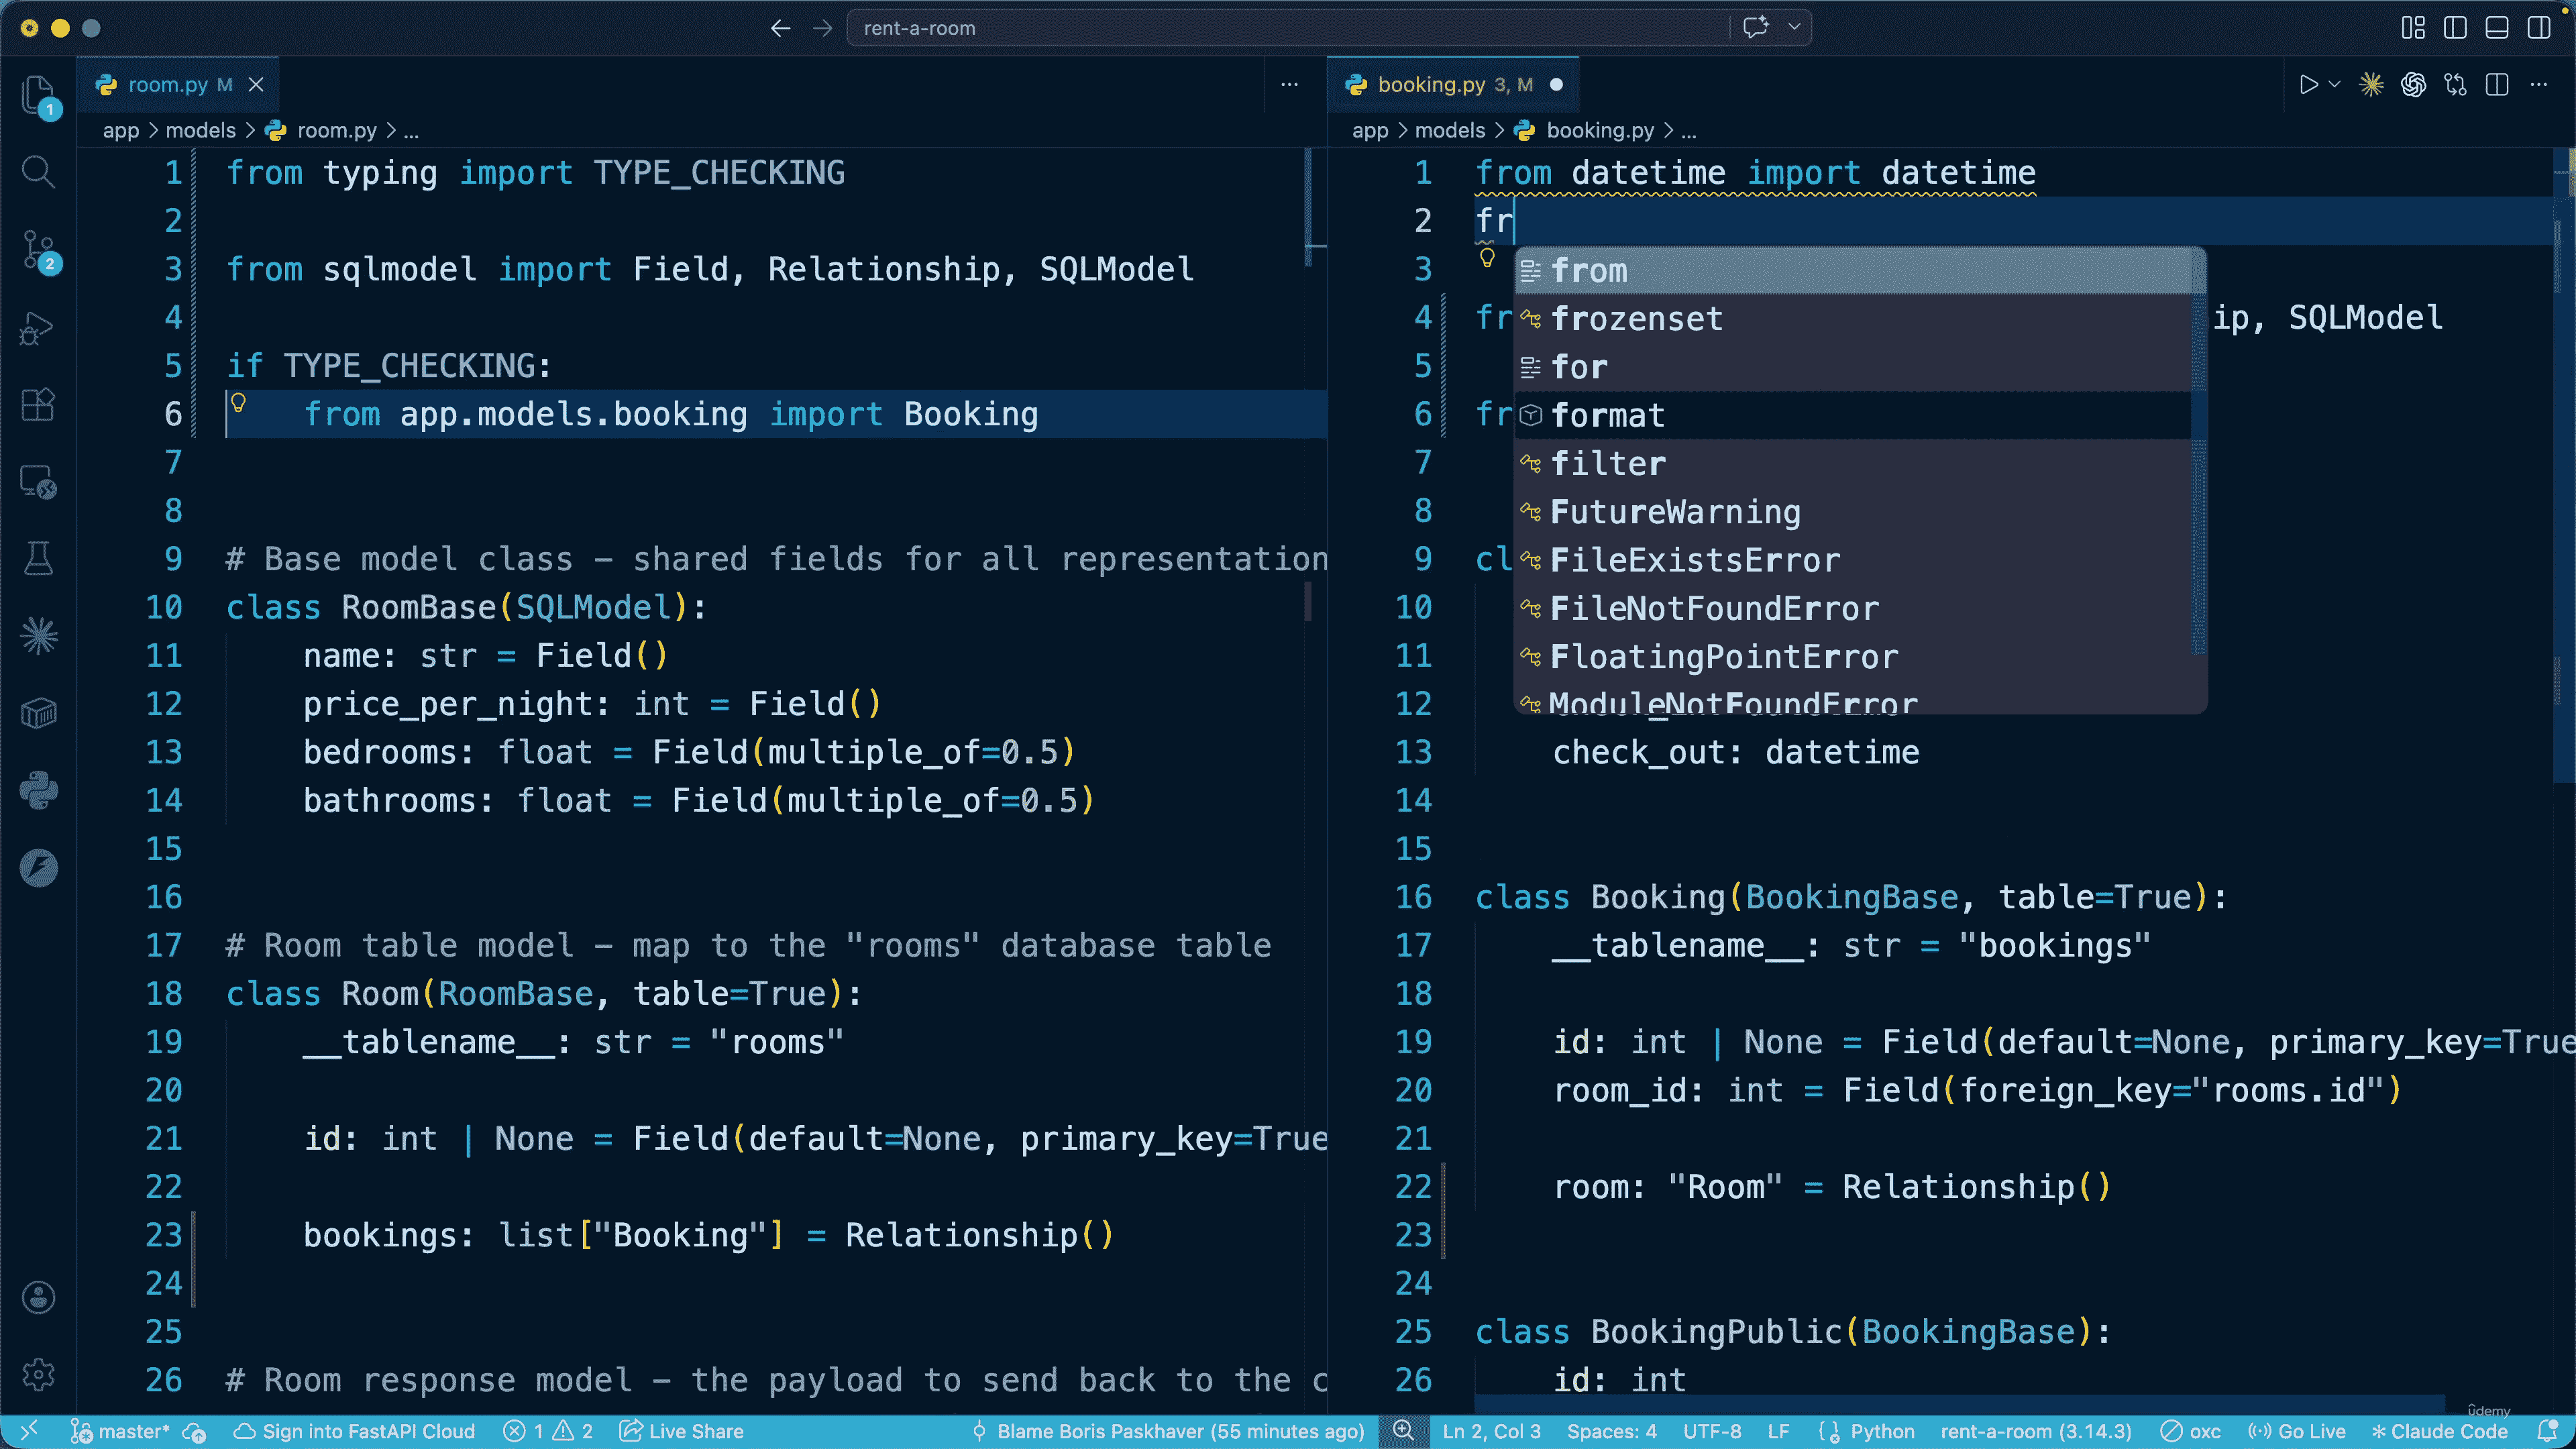 rent-a-room
room.py M
booking.py 3, M
app > models > room.py > ...
app > models > booking.py > ...
1 from typing import TYPE_CHECKING
2
3 from sqlmodel import Field, Relationship, SQLModel
4
5 if TYPE_CHECKING:
6 from app.models.booking import Booking
7
8
9 # Base model class – shared fields for all representation
10 class RoomBase(SQLModel):
11 name: str = Field()
12 price_per_night: int = Field()
13 bedrooms: float = Field(multiple_of=0.5)
14 bathrooms: float = Field(multiple_of=0.5)
15
16
17 # Room table model – map to the "rooms" database table
18 class Room(RoomBase, table=True):
19 __tablename__: str = "rooms"
20
21 id: int | None = Field(default=None, primary_key=True
22
23 bookings: list["Booking"] = Relationship()
24
25
26 # Room response model – the payload to send back to the c
1 from datetime import datetime
2 fr
3
4 fr ip, SQLModel
5
6 fr
7
8
9 cl
10
11
12
13 check_out: datetime
14
15
16 class Booking(BookingBase, table=True):
17 __tablename__: str = "bookings"
18
19 id: int | None = Field(default=None, primary_key=True
20 room_id: int = Field(foreign_key="rooms.id")
21
22 room: "Room" = Relationship()
23
24
25 class BookingPublic(BookingBase):
26 id: int
from
frozenset
for
format
filter
FutureWarning
FileExistsError
FileNotFoundError
FloatingPointError
ModuleNotFoundError
1
2
udemy
master* Sign into FastAPI Cloud 1 2 Live Share Blame Boris Paskhaver (55 minutes ago) Ln 2, Col 3 Spaces: 4 UTF-8 LF Python rent-a-room (3.14.3) oxc Go Live Claude Code